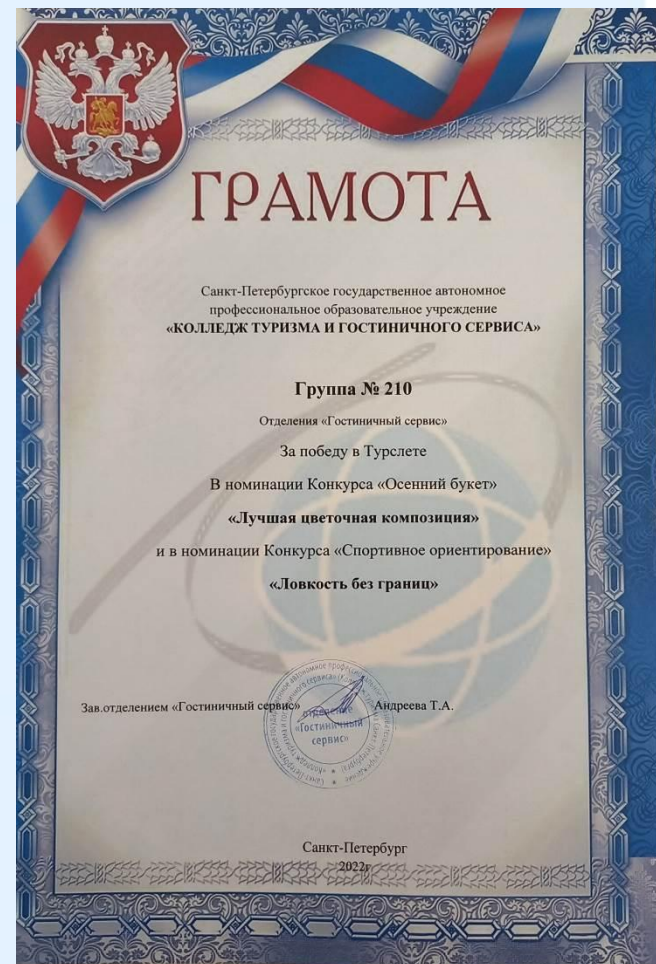 ГРАМОТА
Санкт-Петербургское государственное автономное
профессиональное образовательное учреждение
«КОЛЛЕДЖ ТУРИЗМА И ГОСТИНИЧНОГО СЕРВИСА»
Группа № 210
Отделения «Гостиничный сервис»
За победу в Турслете
В номинации Конкурса «Осенний букет»
«Лучшая цветочная композиция»
и в номинации Конкурса «Спортивное ориентирование»
«Ловкость без границ»
Зав.отделением «Гостиничный сервис» Андреева Т.А.
отделение
«Гостиничный
сервис»
Санкт-Петербург
2022г